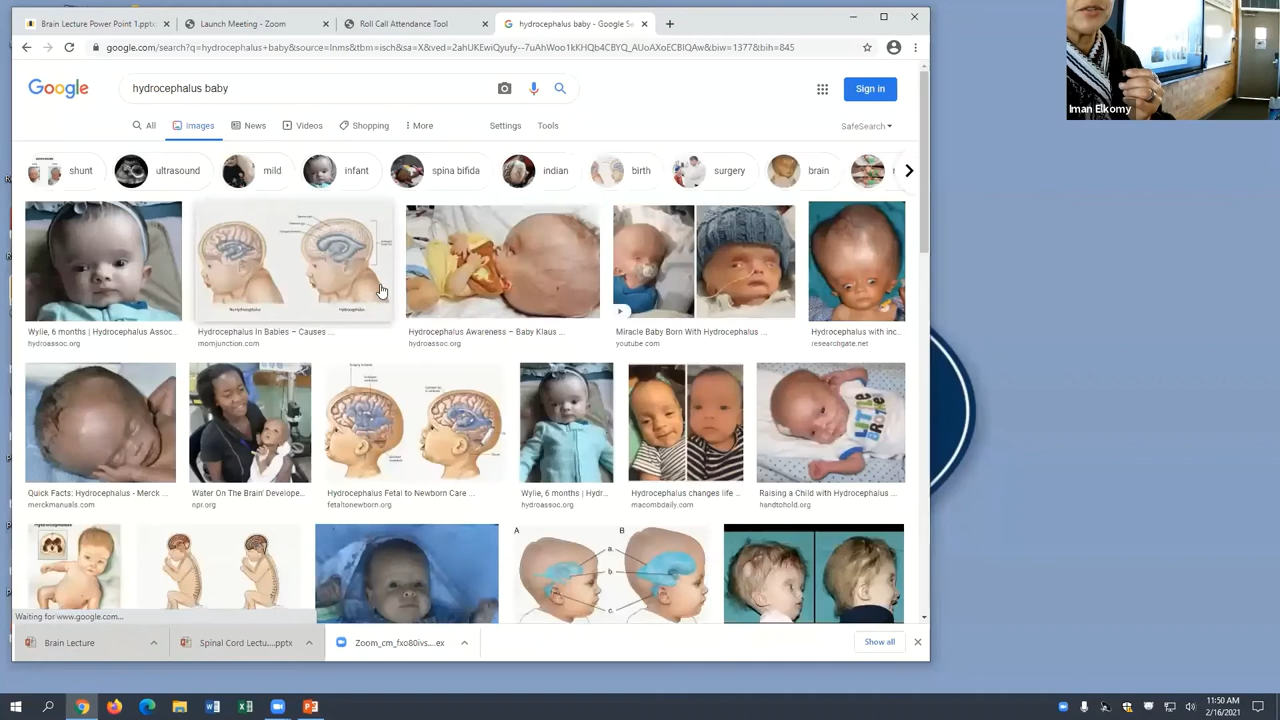 Brain Lecture Power Point 1.pptx
Launch Meeting - Zoom
Roll Call Attendance Tool
hydrocephalus baby - Google Se
google.com/search?q=hydrocephalus+baby&source=lnms&tbm=isch&sa=X&ved=2ahUKEwiQyufy--7uAhWoo1kKHQb4CBYQ_AUoAXoECBIQAw&biw=1377&bih=845
Google
hydrocephalus baby
Sign in
All
Images
News
Videos
Shopping
More
Settings
Tools
SafeSearch
shunt
ultrasound
mild
infant
spina bifida
indian
birth
surgery
brain
Wylie, 6 months | Hydrocephalus Assoc...
hydroassoc.org
Hydrocephalus In Babies – Causes ...
momjunction.com
Hydrocephalus Awareness – Baby Klaus ...
hydroassoc.org
Miracle Baby Born With Hydrocephalus ...
youtube.com
Hydrocephalus with inc...
researchgate.net
Quick Facts: Hydrocephalus - Merck ...
merckmanuals.com
Water On The Brain' Develope...
npr.org
Hydrocephalus Fetal to Newborn Care ...
fetaltonewborn.org
Wylie, 6 months | Hydr...
hydroassoc.org
Hydrocephalus changes life ...
macombdaily.com
Raising a Child with Hydrocephalus ...
handtohold.org
LITTLE
A
B
a.
b.
c.
Waiting for www.google.com...
Brain Lecture
Spinal Cord Lectu....pptx
Zoom_cm_fxo80ivs....ex
Show all
Iman Elkomy
11:50 AM
2/16/2021